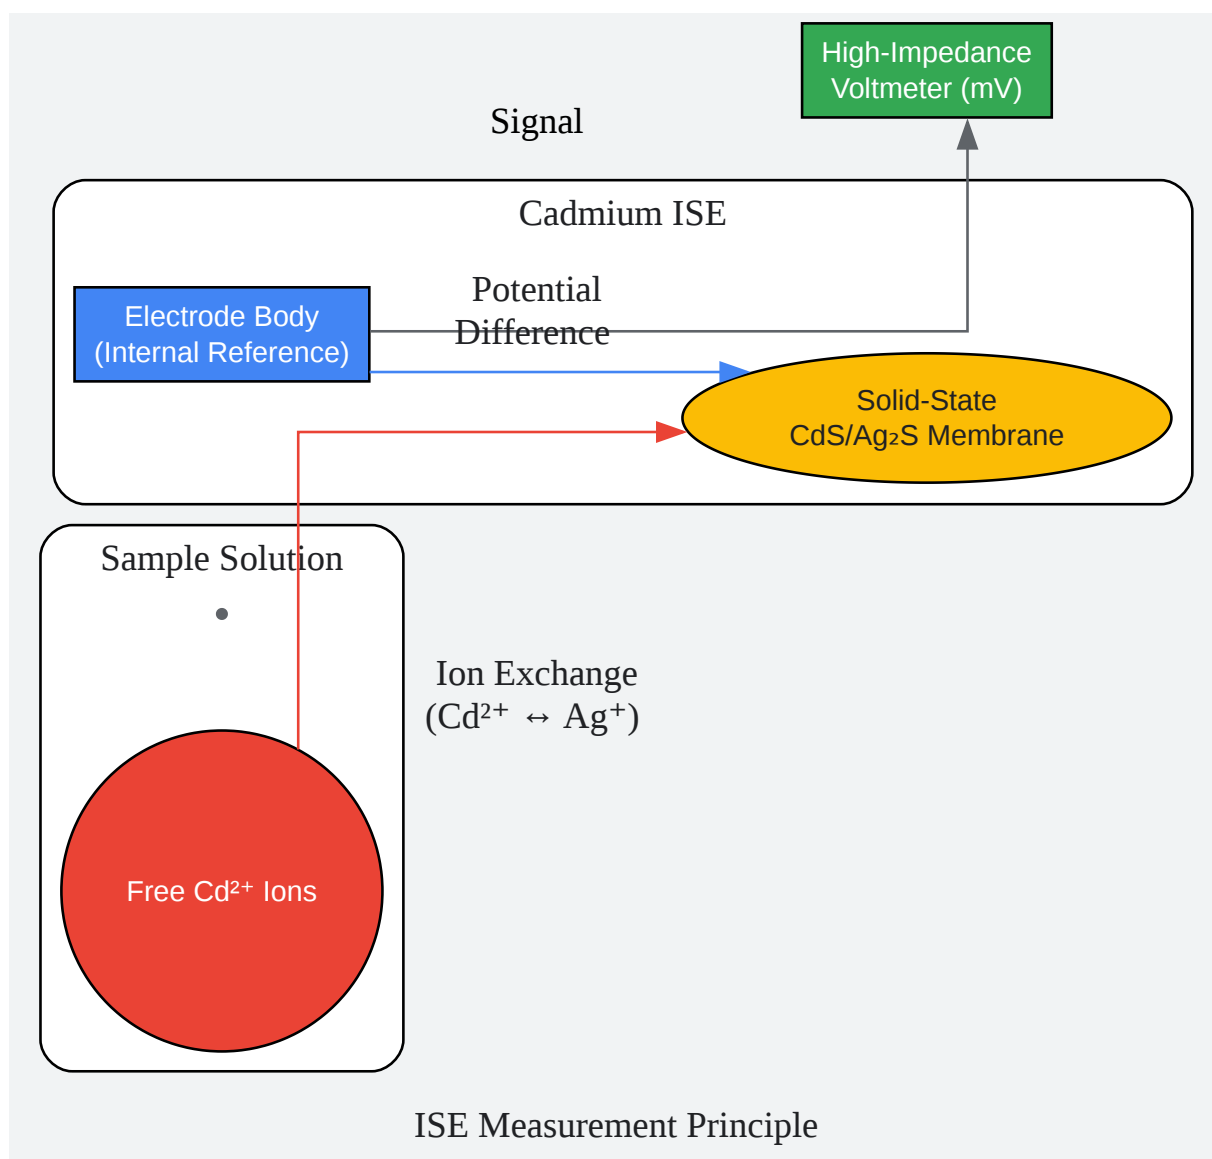 High-Impedance
Voltmeter (mV)
Signal
Cadmium ISE
Potential
Difference
Electrode Body
(Internal Reference)
Solid-State
CdS/Ag₂S Membrane
Sample Solution
Ion Exchange
(Cd²⁺ ↔ Ag⁺)
Free Cd²⁺ Ions
ISE Measurement Principle